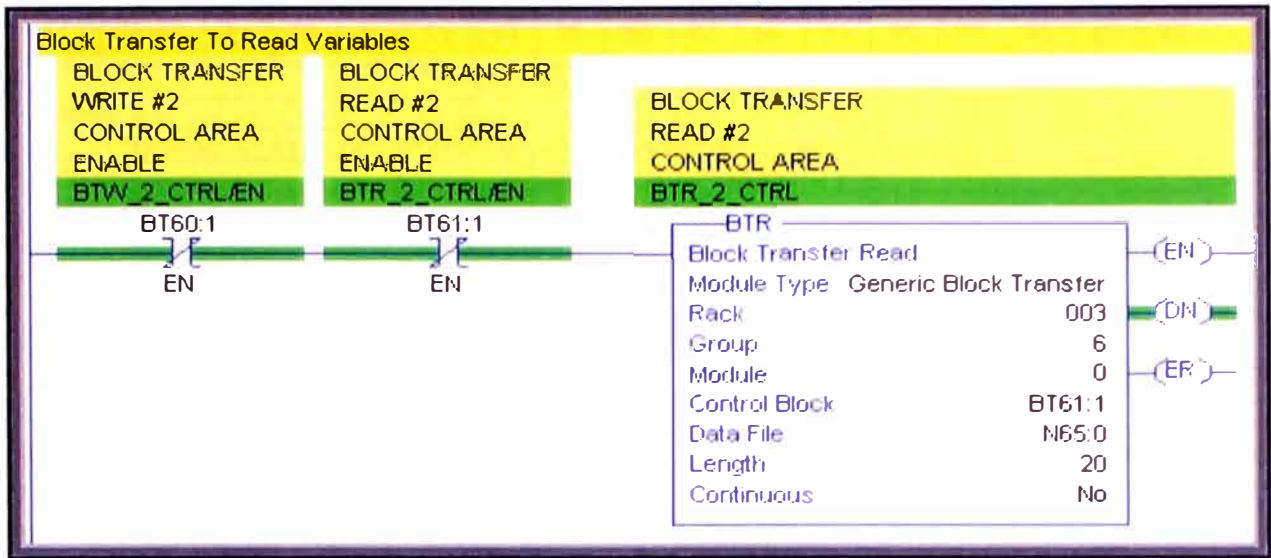 Block Transfer To Read Variables
BLOCK TRANSFER
WRITE #2
CONTROL AREA
ENABLE
BTW_2_CTRL/EN
BT60:1
EN
BLOCK TRANSFER
READ #2
CONTROL AREA
ENABLE
BTR_2_CTRL/EN
BT61:1
EN
BLOCK TRANSFER
READ #2
CONTROL AREA
BTR_2_CTRL
BTR
Block Transfer Read
Module Type Generic Block Transfer
Rack 003
Group 6
Module 0
Control Block BT61:1
Data File N65:0
Length 20
Continuous No
(EN)
(DN)
(ER)